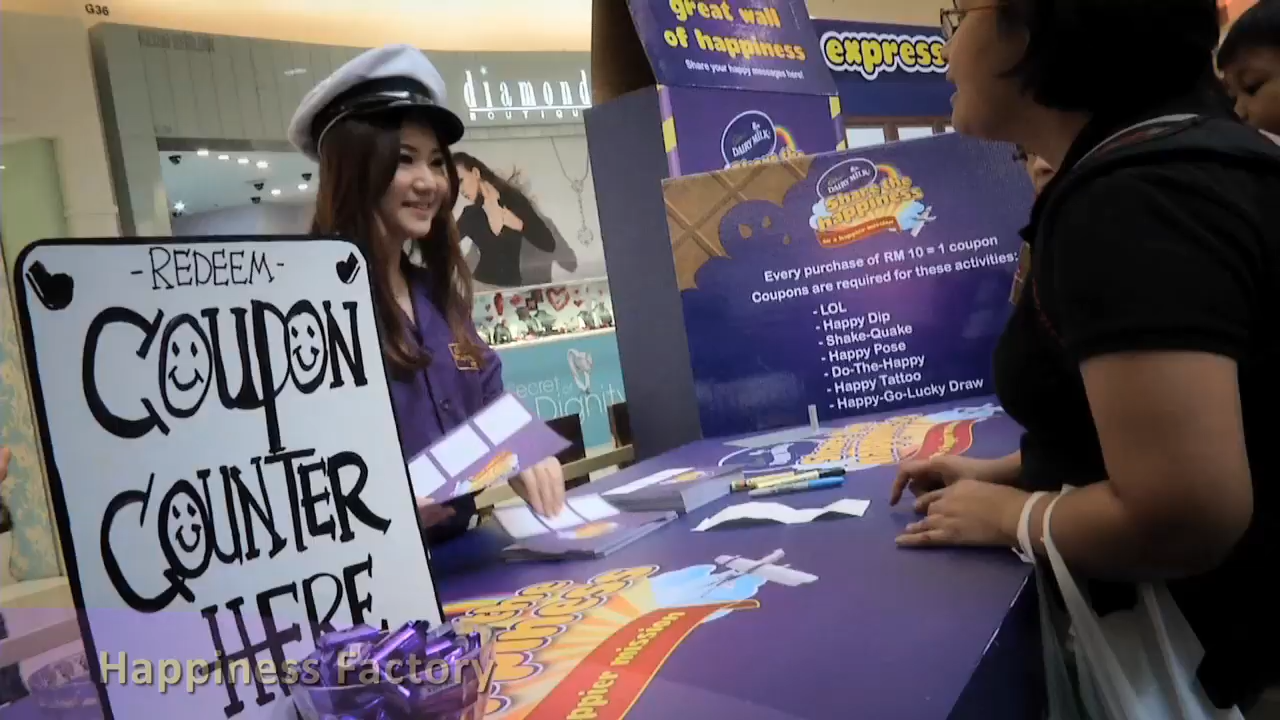 G36
great wall
of happiness
Share your happy messages here!
express
diamond
BOUTIQUE
DAIRY MILK
DAIRY MILK
Share the
happiness
Every purchase of RM 10 = 1 coupon
Coupons are required for these activities:
- LOL
- Happy Dip
- Shake-Quake
- Happy Pose
- Do-The-Happy
- Happy Tattoo
- Happy-Go-Lucky Draw
-REDEEM-
COUPON
COUNTER
HERE
Secret of
Dignity
ppier mission
Happiness Factory